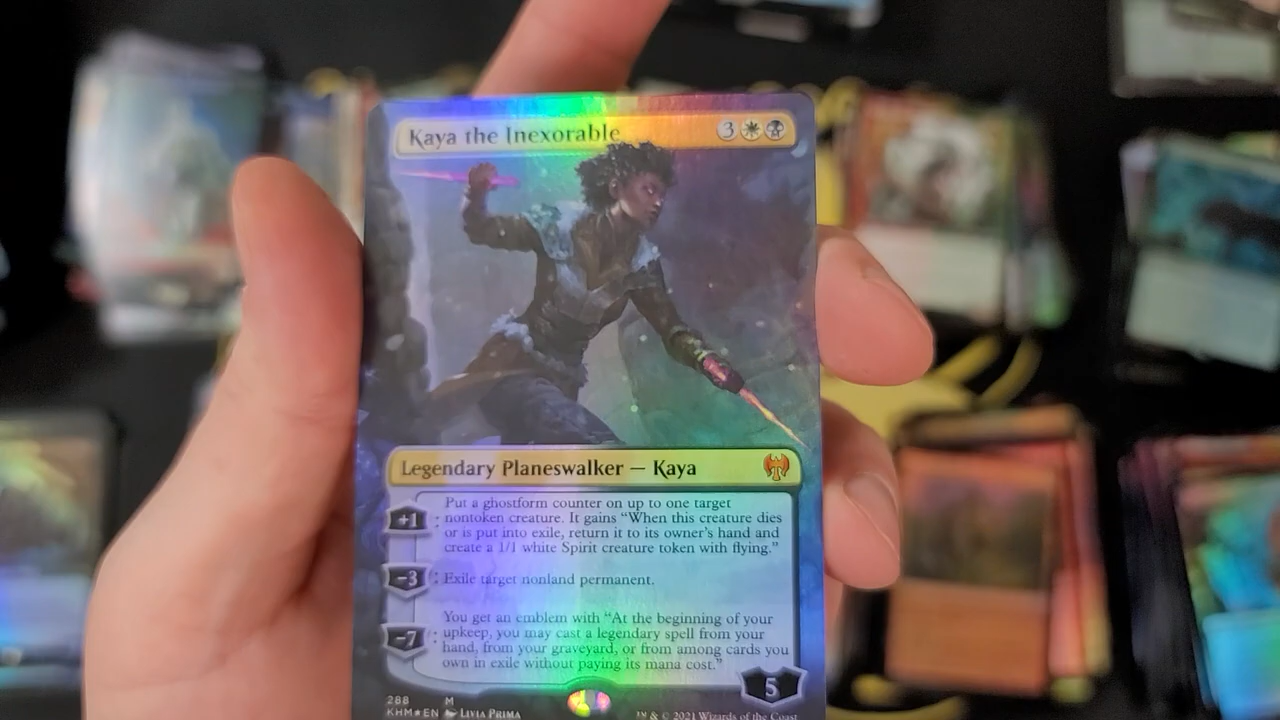 Kaya the Inexorable 3
Legendary Planeswalker — Kaya
+1: Put a ghostform counter on up to one target
nontoken creature. It gains “When this creature dies
or is put into exile, return it to its owner's hand and
create a 1/1 white Spirit creature token with flying.”
−3: Exile target nonland permanent.
You get an emblem with “At the beginning of your
−7: upkeep, you may cast a legendary spell from your
hand, from your graveyard, or from among cards you
own in exile without paying its mana cost.”
5
288 M
KHM★EN LIVIA PRIMA ™ & © 2021 Wizards of the Coast